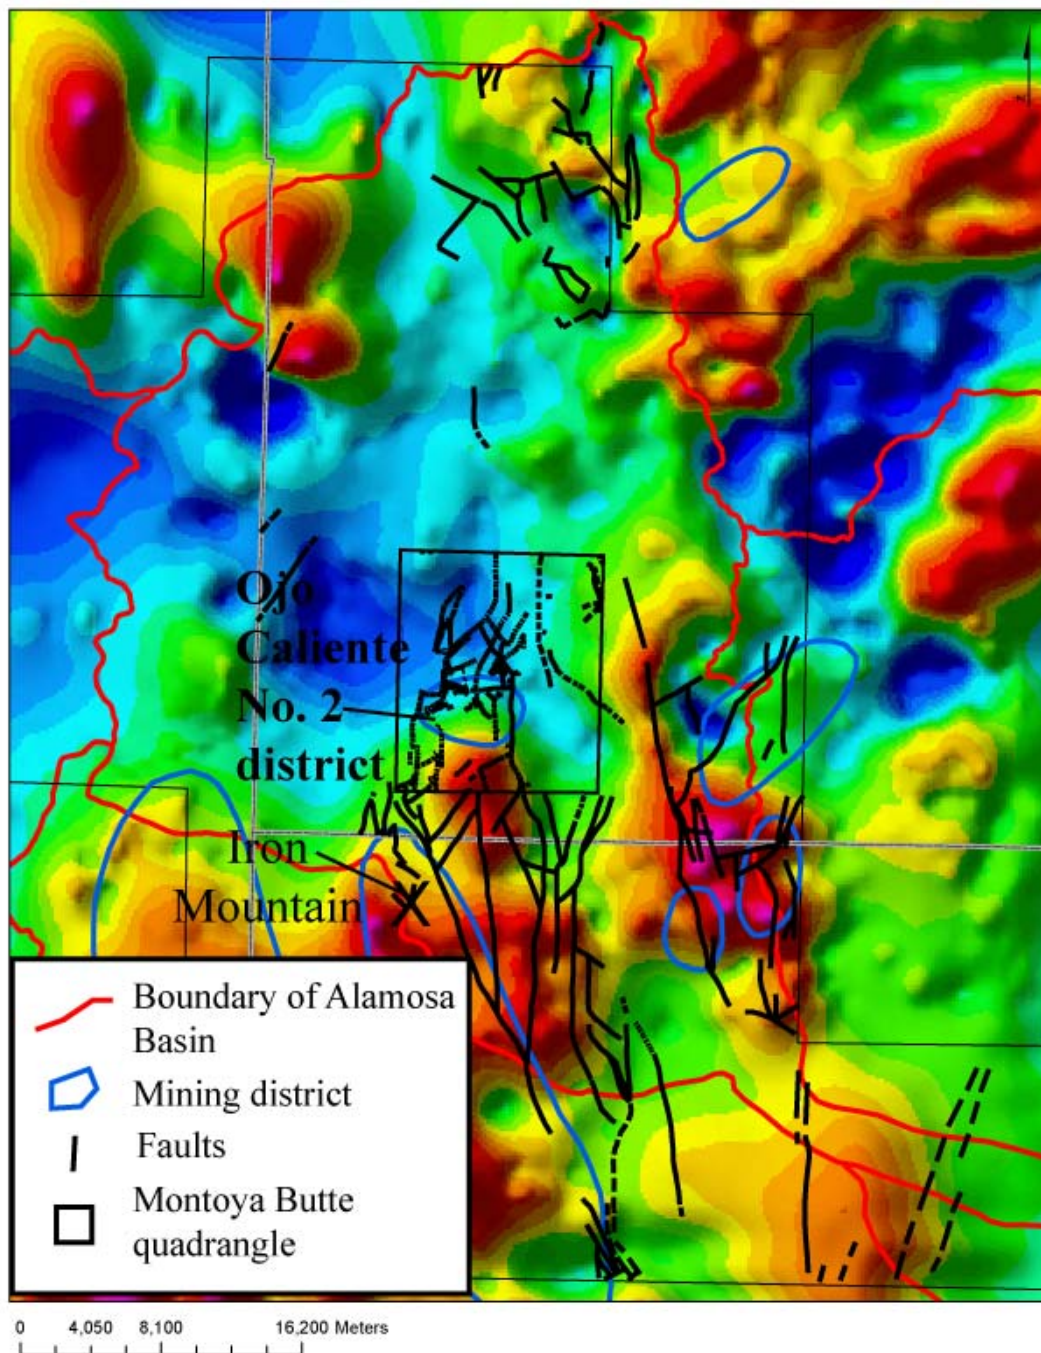 Ojo
Caliente
No. 2
district
Iron
Mountain
Boundary of Alamosa
Basin
Mining district
Faults
Montoya Butte
quadrangle
0 4,050 8,100 16,200 Meters